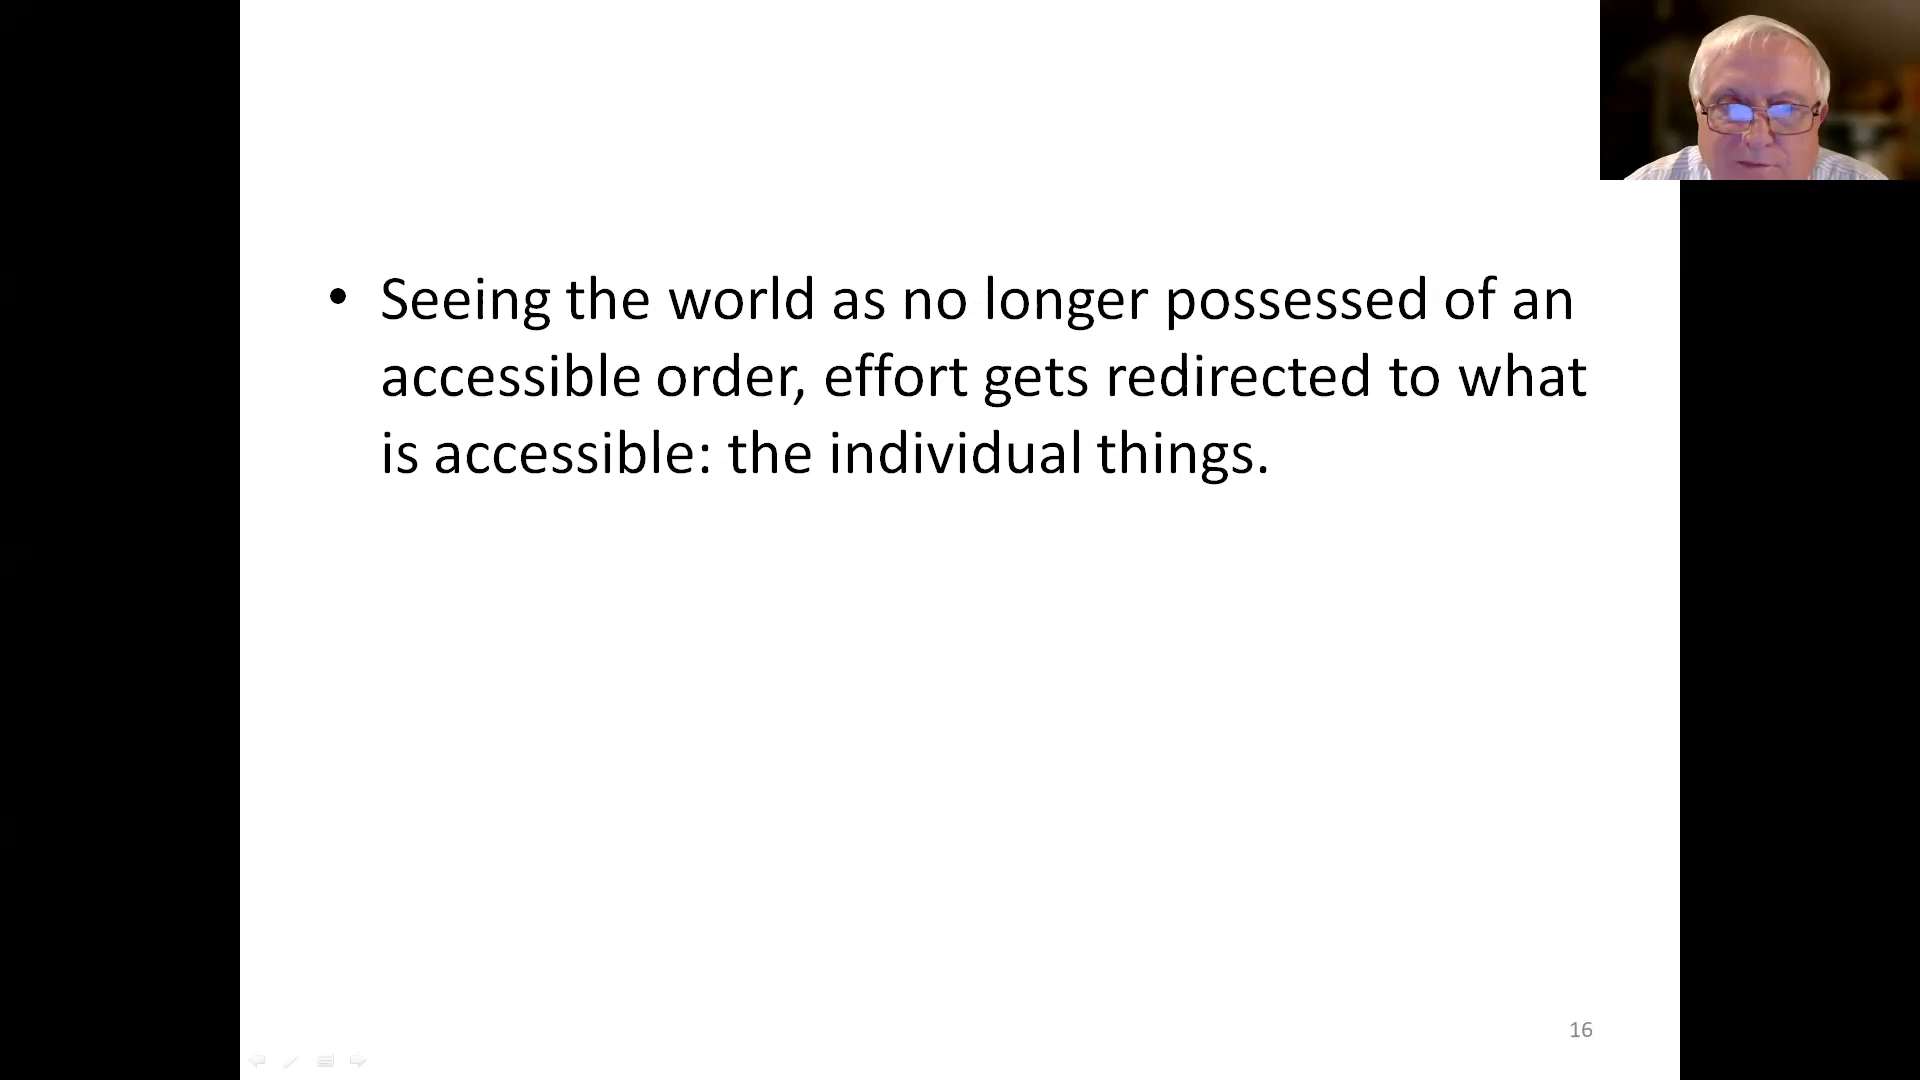 • Seeing the world as no longer possessed of an
accessible order, effort gets redirected to what
is accessible: the individual things.
16